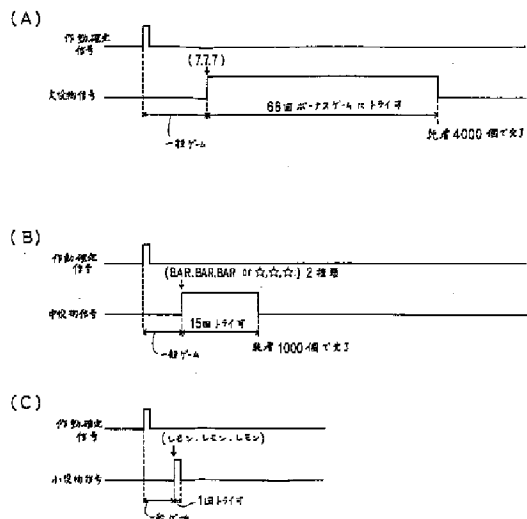 (A)
作動確定
信号
(7.7.7)
大役物信号
66回ボーナスゲームにトライ可
一般ゲーム
乾着4000個で完了
(B)
作動確定
信号
(BAR.BAR.BAR or ☆.☆.☆.) 2種類
中役物信号
15回トライ可
一般ゲーム
乾着1000個で完了
(C)
作動確定
信号
(レモン.レモン.レモン)
小役物信号
1回トライ可
一般ゲーム